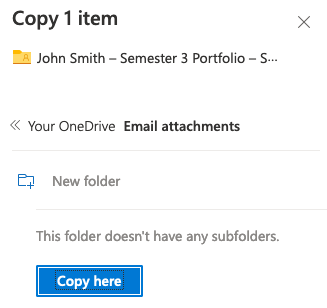 Copy 1 item
John Smith – Semester 3 Portfolio – S...
Your OneDrive Email attachments
New folder
This folder doesn't have any subfolders.
Copy here